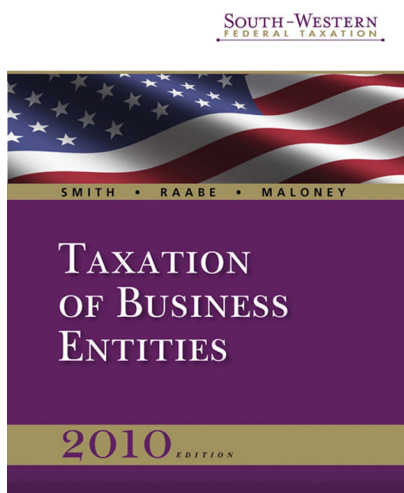 SOUTH-WESTERN
FEDERAL TAXATION
SMITH • RAABE • MALONEY
TAXATION
OF BUSINESS
ENTITIES
2010 EDITION